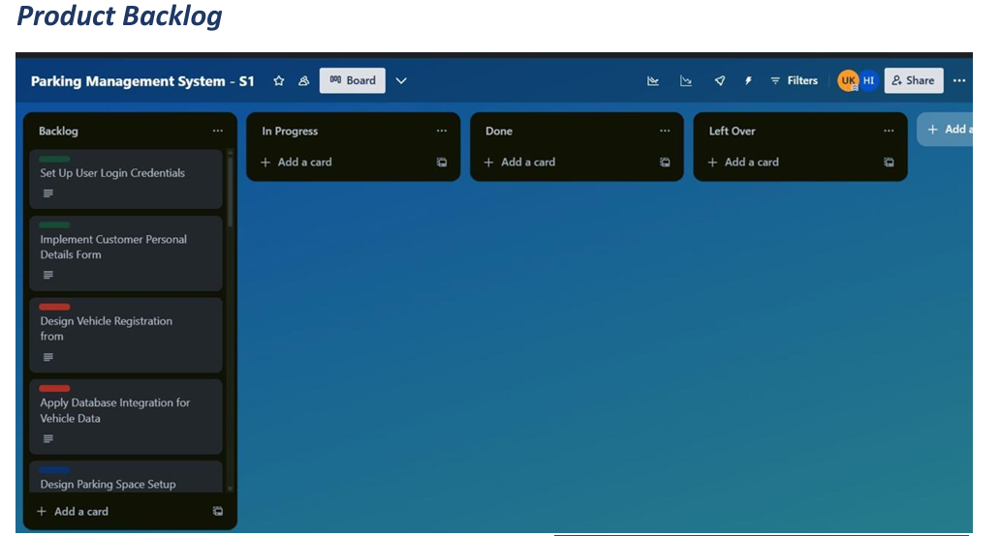 Product Backlog
Parking Management System - S1
Board
Filters
UK
HI
Share
Backlog
In Progress
Done
Left Over
Add a
Add a card
Add a card
Add a card
Set Up User Login Credentials
Implement Customer Personal
Details Form
Design Vehicle Registration
from
Apply Database Integration for
Vehicle Data
Design Parking Space Setup
Add a card